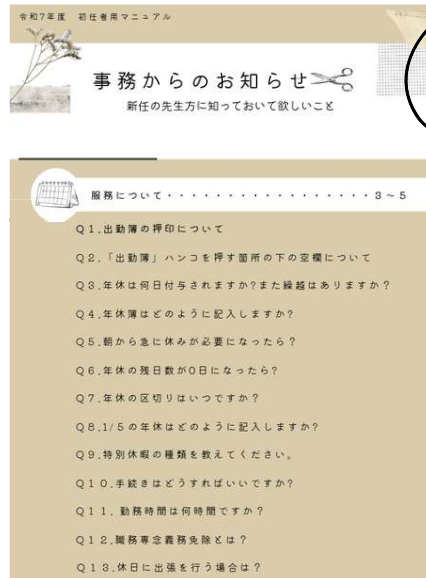 令和7年度 初任者用マニュアル
事務からのお知らせ
新任の先生方に知っておいて欲しいこと
服務について・・・・・・・・・・・・・・・・・・3~5
Q1.出勤簿の押印について
Q2.「出勤簿」ハンコを押す箇所の下の空欄について
Q3.年休は何日付与されますか?また繰越はありますか?
Q4.年休簿はどのように記入しますか?
Q5.朝から急に休みが必要になったら?
Q6.年休の残日数が0日になったら?
Q7.年休の区切りはいつですか?
Q8.1/5の年休はどのように記入しますか?
Q9.特別休暇の種類を教えてください。
Q10.手続きはどうすればいいですか?
Q11.勤務時間は何時間ですか?
Q12.職務専念義務免除とは?
Q13.休日に出張を行う場合は?